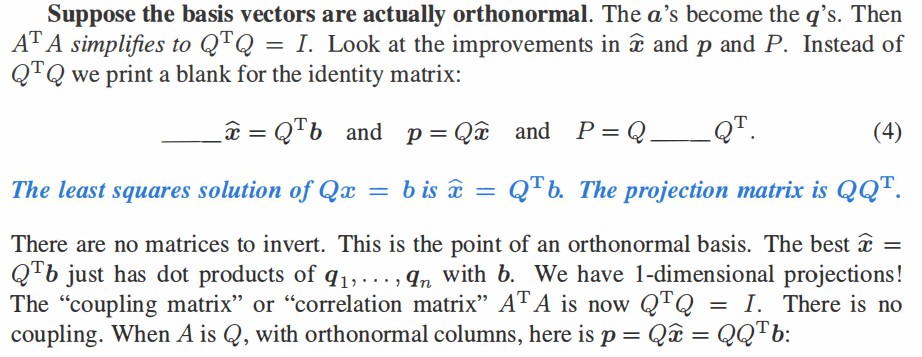 Suppose the basis vectors are actually orthonormal. The a's become the q's. Then
AᵀA simplifies to QᵀQ = I. Look at the improvements in x̂ and p and P. Instead of
QᵀQ we print a blank for the identity matrix:
____x̂ = Qᵀb and p = Qx̂ and P = Q____Qᵀ. (4)
The least squares solution of Qx = b is x̂ = Qᵀb. The projection matrix is QQᵀ.
There are no matrices to invert. This is the point of an orthonormal basis. The best x̂ =
Qᵀb just has dot products of q₁, . . . , qₙ with b. We have 1-dimensional projections!
The “coupling matrix” or “correlation matrix” AᵀA is now QᵀQ = I. There is no
coupling. When A is Q, with orthonormal columns, here is p = Qx̂ = QQᵀb: